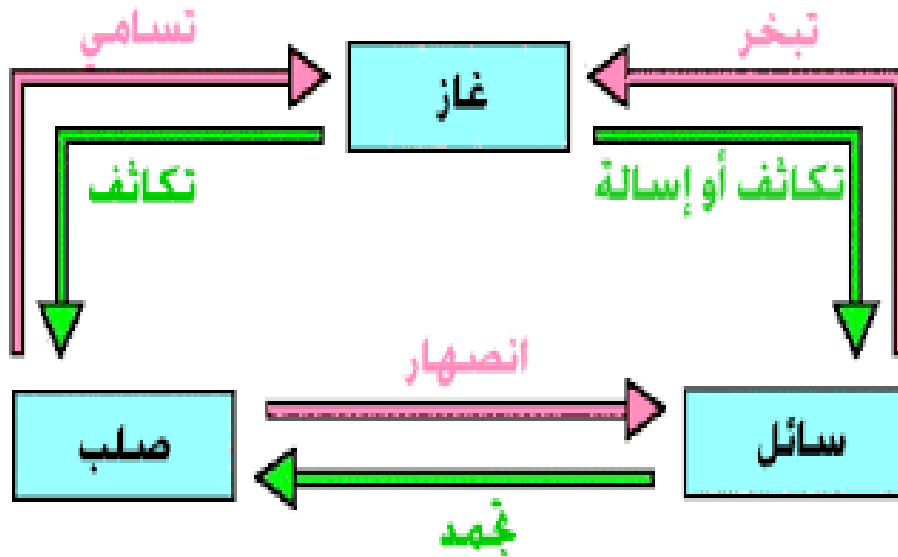 تبخر
تسامي
غاز
تكاثف أو إسالة
تكاثف
انصهار
سائل
صلب
تجمد